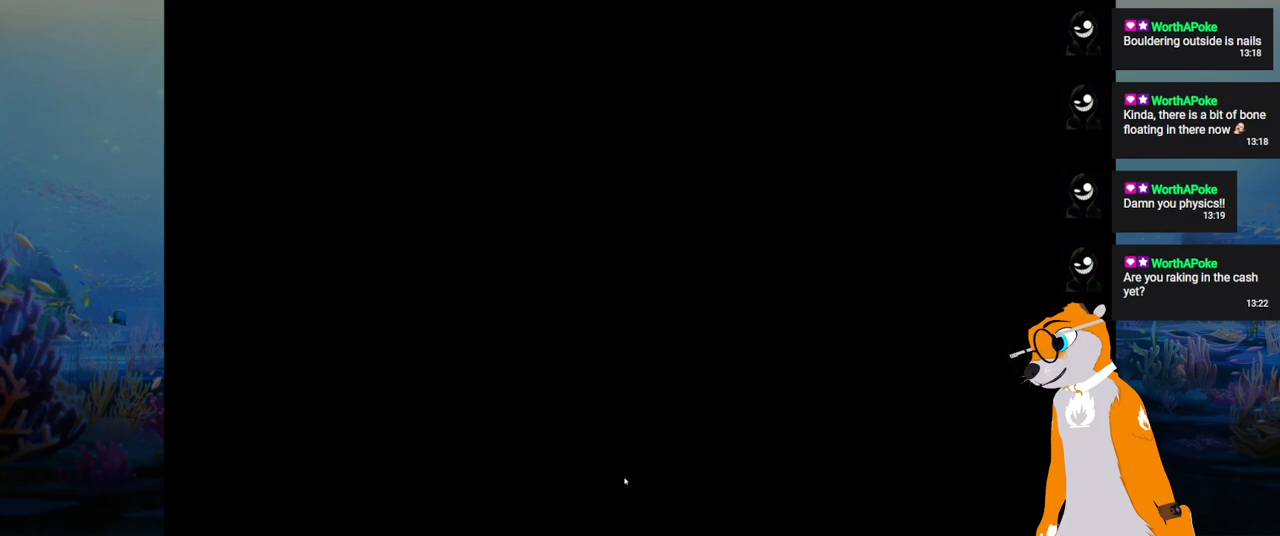 WorthAPoke
Bouldering outside is nails
13:18
WorthAPoke
Kinda, there is a bit of bone
floating in there now
13:18
WorthAPoke
Damn you physics!!
13:19
WorthAPoke
Are you raking in the cash
yet?
13:22